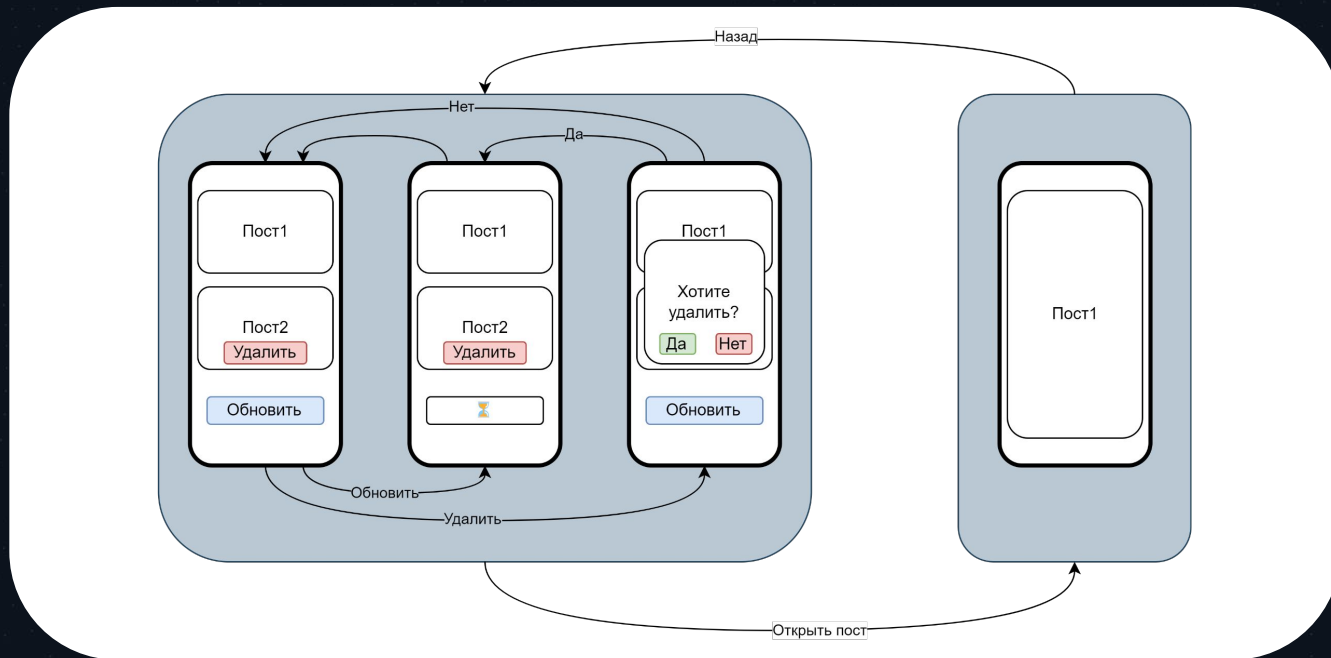 Назад
Нет
Да
Пост1
Пост2
Удалить
Обновить
Пост1
Пост2
Удалить
⌛
Пост1
Хотите
удалить?
Да
Нет
Обновить
Пост1
Обновить
Удалить
Открыть пост